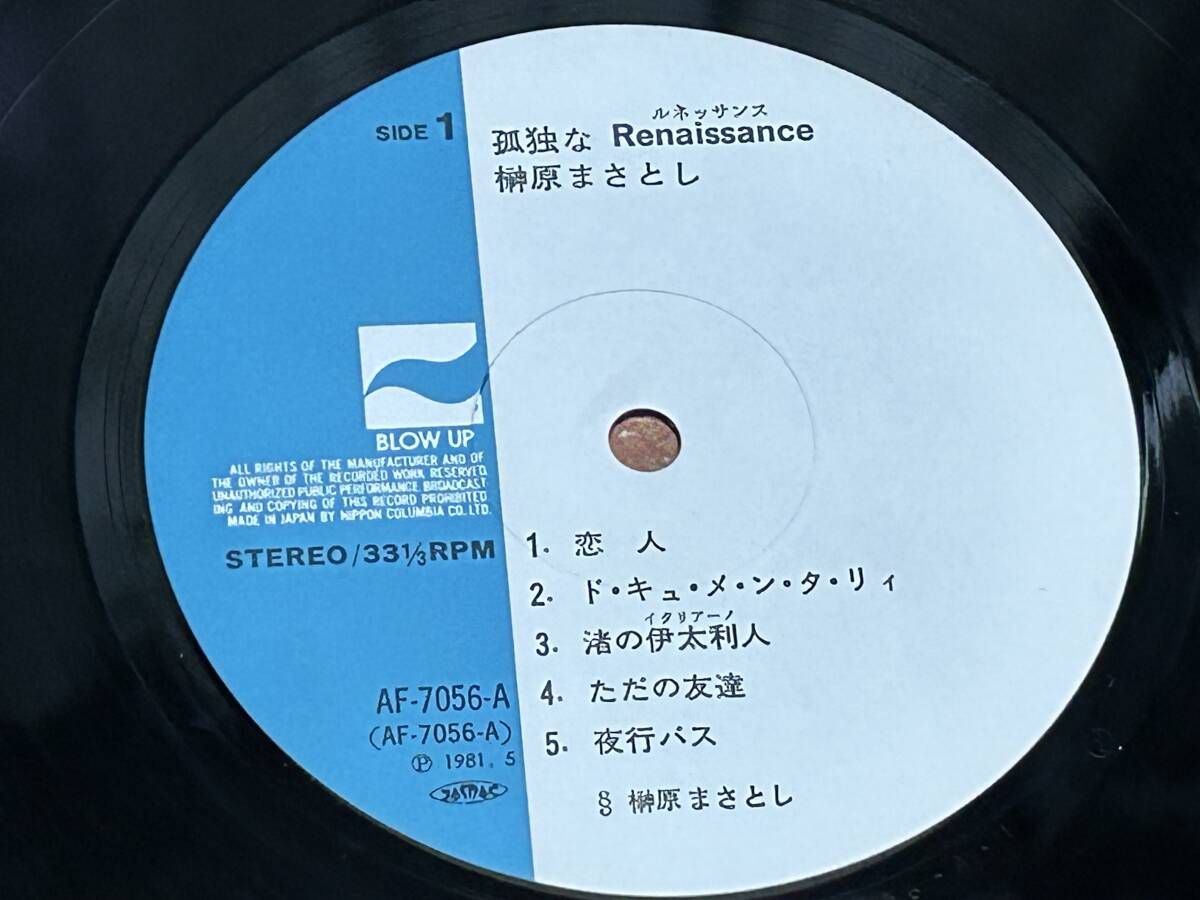 SIDE 1
ルネッサンス
孤独な Renaissance
榊原まさとし
BLOW UP
ALL RIGHTS OF THE MANUFACTURER AND OF
THE OWNER OF THE RECORDED WORK RESERVED
UNAUTHORIZED PUBLIC PERFORMANCE BROADCAST
ING AND COPYING OF THIS RECORD PROHIBITED
MADE IN JAPAN BY NIPPON COLUMBIA CO. LTD.
STEREO/33⅓RPM
1. 恋 人
2. ド・キュ・メ・ン・タ・リィ
イタリアーノ
3. 渚の伊太利人
4. ただの友達
5. 夜行バス
§ 榊原まさとし
AF-7056-A
(AF-7056-A)
Ⓟ 1981. 5
JASRAC